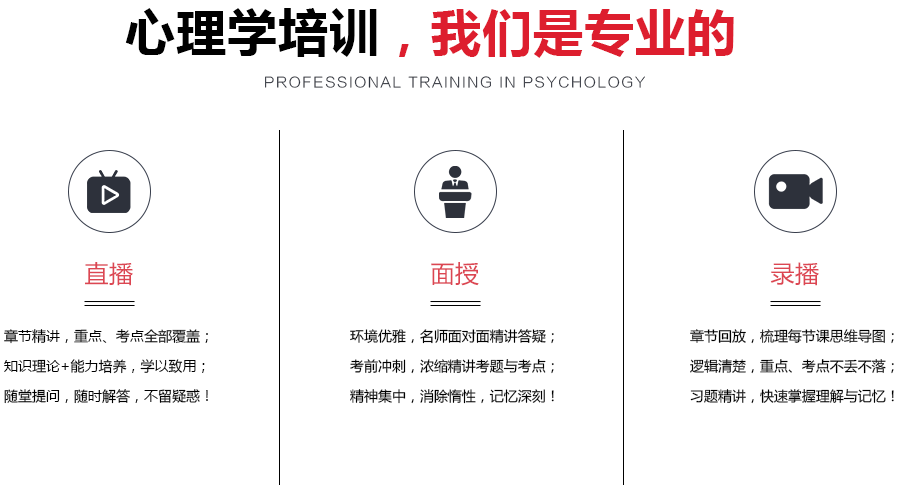 心理学培训，我们是专业的
PROFESSIONAL TRAINING IN PSYCHOLOGY
直播
章节精讲，重点、考点全部覆盖；
知识理论+能力培养，学以致用；
随堂提问，随时解答，不留疑惑！
面授
环境优雅，名师面对面精讲答疑；
考前冲刺，浓缩精讲考题与考点；
精神集中，消除惰性，记忆深刻！
录播
章节回放，梳理每节课思维导图；
逻辑清楚，重点、考点不丢不落；
习题精讲，快速掌握理解与记忆！